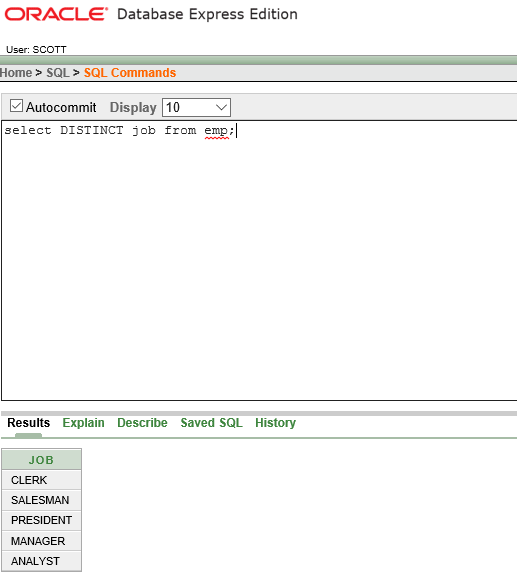 ORACLE® Database Express Edition
User: SCOTT
Home > SQL > SQL Commands
Autocommit Display 10
select DISTINCT job from emp;
Results Explain Describe Saved SQL History
JOB
CLERK
SALESMAN
PRESIDENT
MANAGER
ANALYST